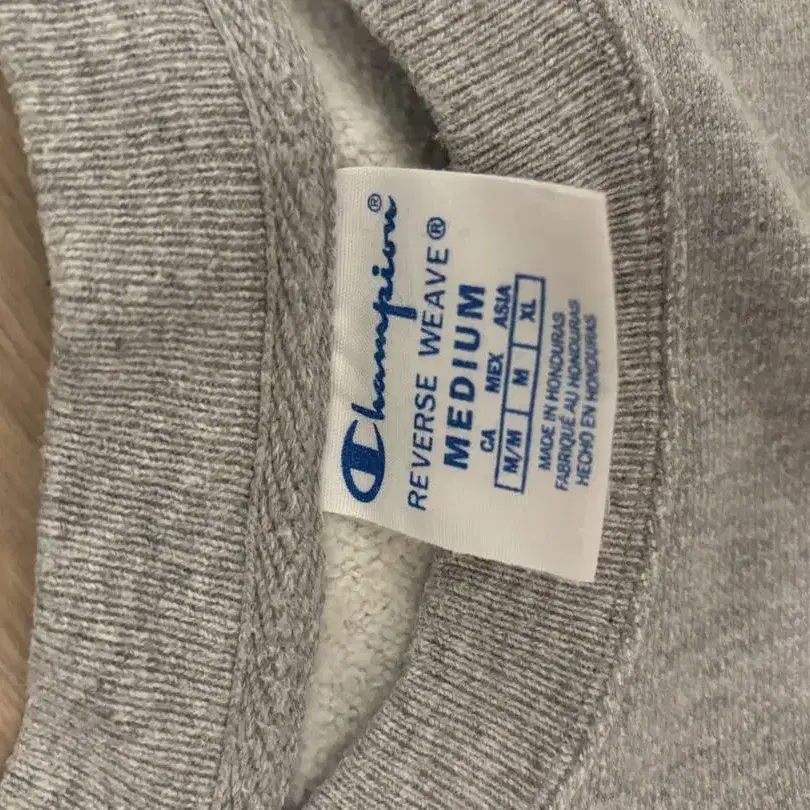 Champion®
REVERSE WEAVE®
MEDIUM
CA MEX ASIA
M/M M XL
MADE IN HONDURAS
FABRIQUÉ AU HONDURAS
HECHO EN HONDURAS